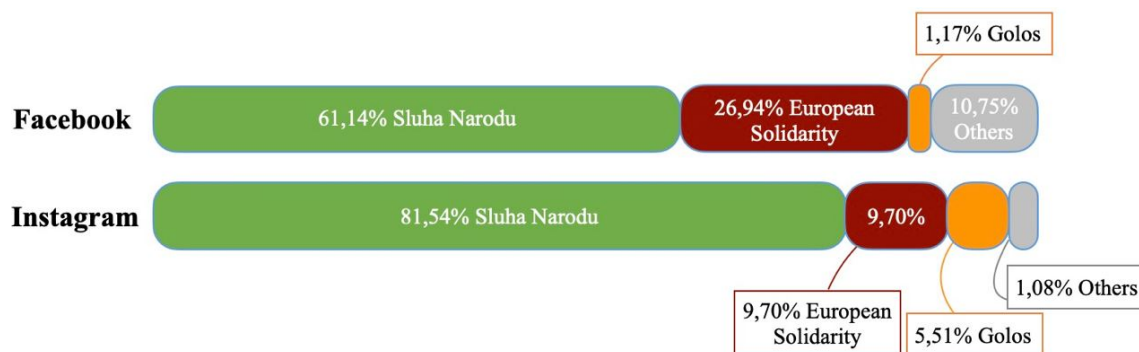 1,17% Golos
Facebook
61,14% Sluha Narodu
26,94% European
Solidarity
10,75%
Others
Instagram
81,54% Sluha Narodu
9,70%
1,08% Others
9,70% European
Solidarity
5,51% Golos